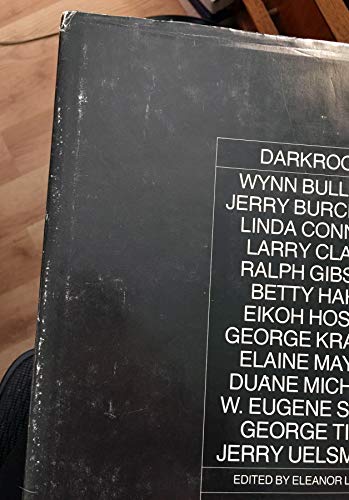 DARKROO
WYNN BULL
JERRY BURC
LINDA CONN
LARRY CLA
RALPH GIBS
BETTY HAH
EIKOH HOS
GEORGE KRA
ELAINE MAY
DUANE MICH
W. EUGENE S
GEORGE TI
JERRY UELSM
EDITED BY ELEANOR L